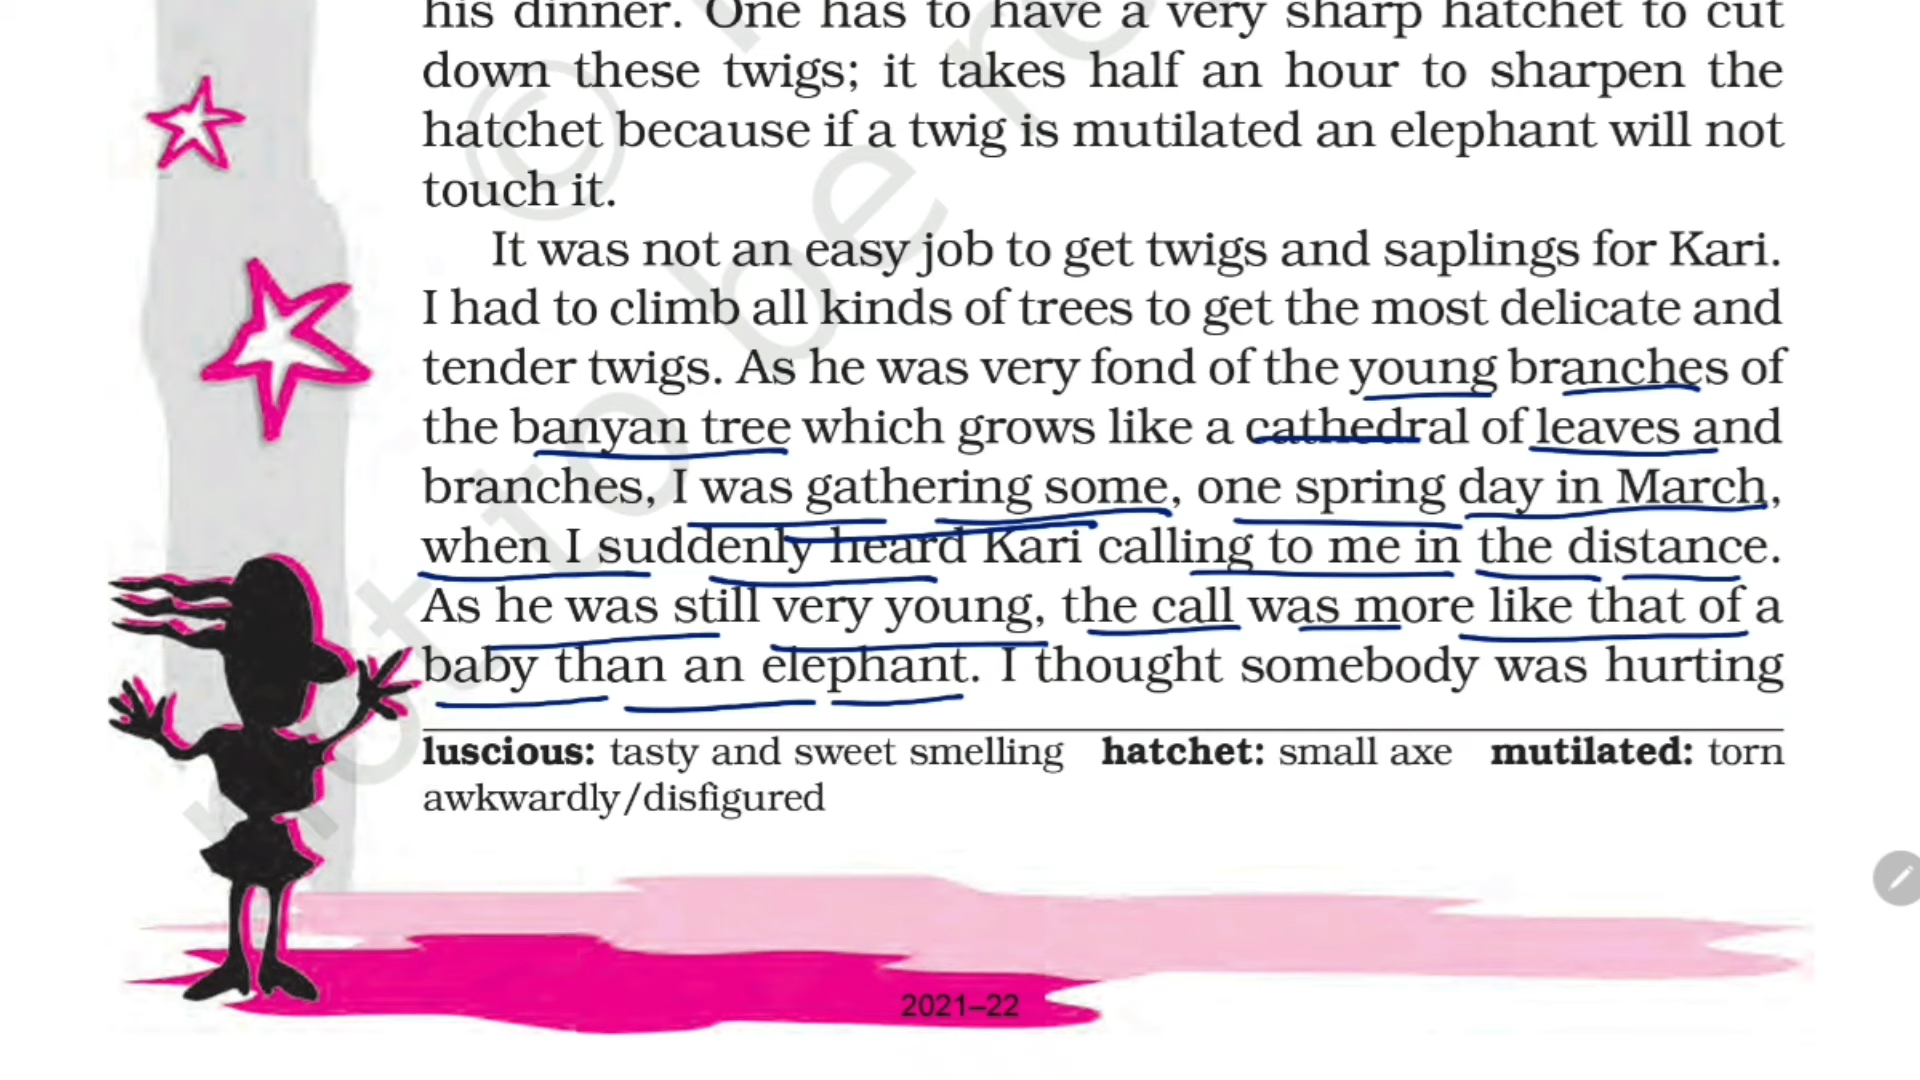 his dinner. One has to have a very sharp hatchet to cut
down these twigs; it takes half an hour to sharpen the
hatchet because if a twig is mutilated an elephant will not
touch it.
It was not an easy job to get twigs and saplings for Kari.
I had to climb all kinds of trees to get the most delicate and
tender twigs. As he was very fond of the young branches of
the banyan tree which grows like a cathedral of leaves and
branches, I was gathering some, one spring day in March,
when I suddenly heard Kari calling to me in the distance.
As he was still very young, the call was more like that of a
baby than an elephant. I thought somebody was hurting
luscious: tasty and sweet smelling hatchet: small axe mutilated: torn
awkwardly/disfigured
2021–22
© not to be